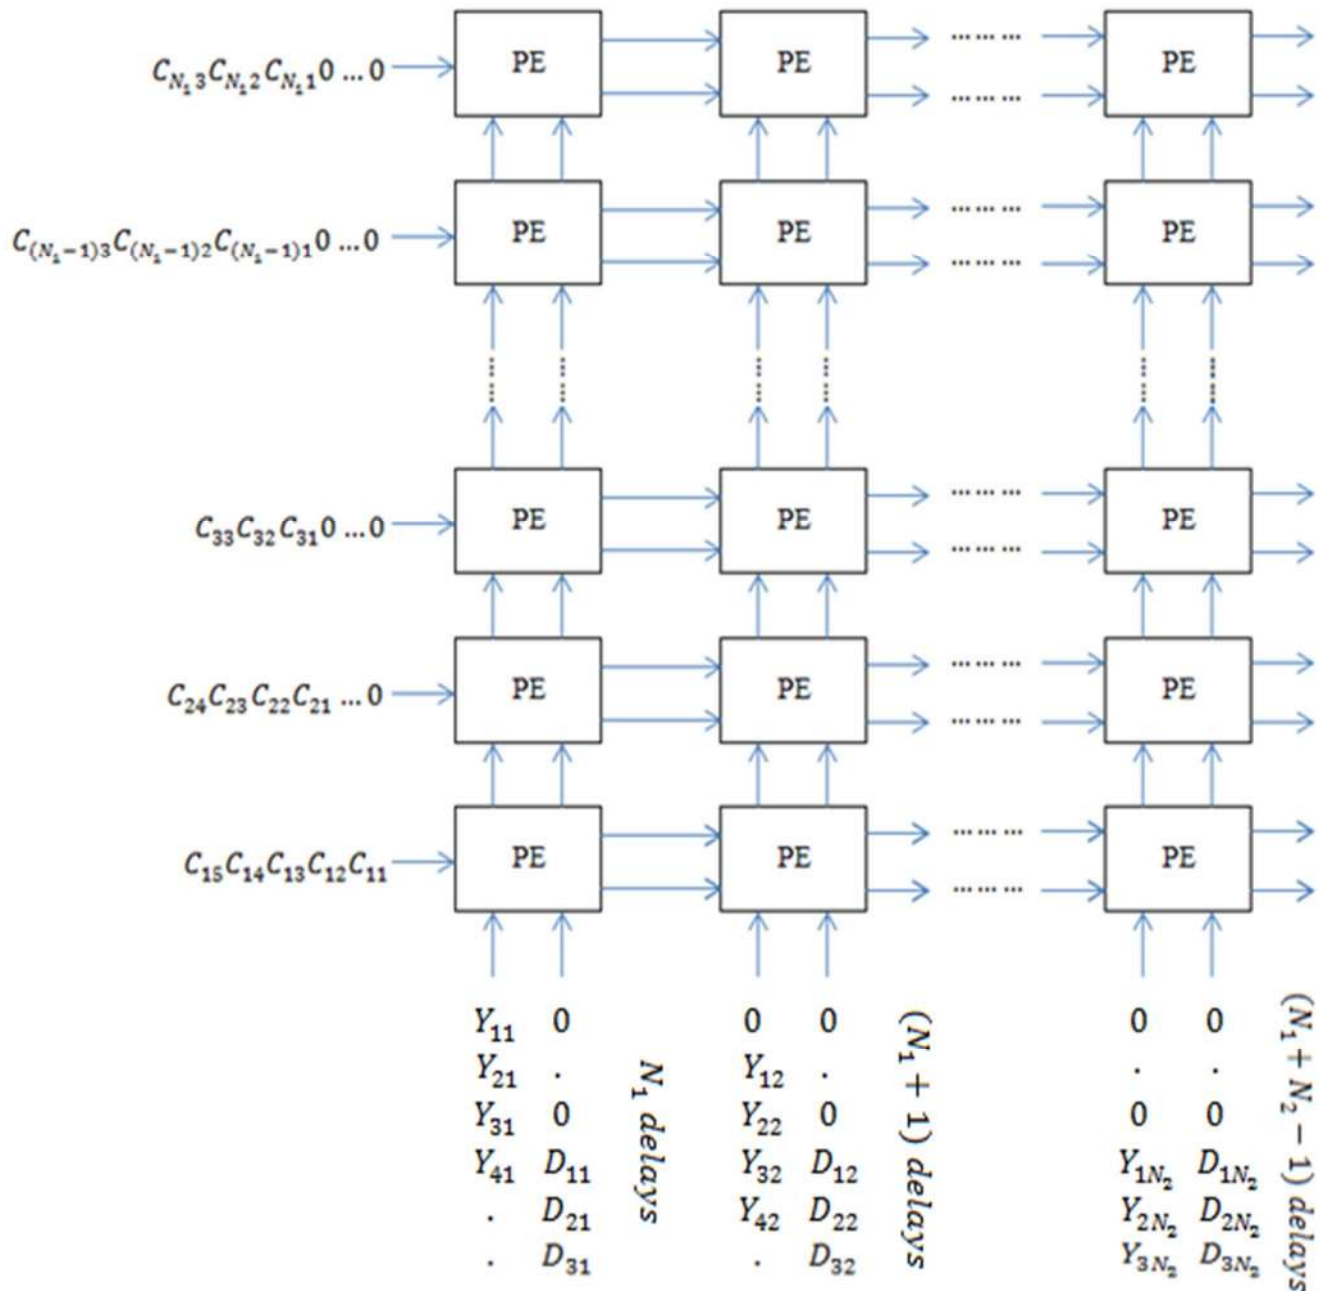 C_{N_1 3}C_{N_1 2}C_{N_1 1}0 ...0 PE PE ... ... ... PE
... ... ...
C_{(N_1-1)3}C_{(N_1-1)2}C_{(N_1-1)1}0 ...0 PE PE ... ... ... PE
... ... ...
C_{33}C_{32}C_{31}0 ...0 PE PE ... ... ... PE
... ... ...
C_{24}C_{23}C_{22}C_{21} ...0 PE PE ... ... ... PE
... ... ...
C_{15}C_{14}C_{13}C_{12}C_{11} PE PE ... ... ... PE
... ... ...
Y_{11} 0 0 0 0 0
Y_{21} . Y_{12} . . .
Y_{31} 0 Y_{22} 0 0 0
Y_{41} D_{11} Y_{32} D_{12} Y_{1N_2} D_{1N_2}
. D_{21} Y_{42} D_{22} Y_{2N_2} D_{2N_2}
. D_{31} . D_{32} Y_{3N_2} D_{3N_2}
N_1 delays
(N_1 + 1) delays
(N_1 + N_2 − 1) delays